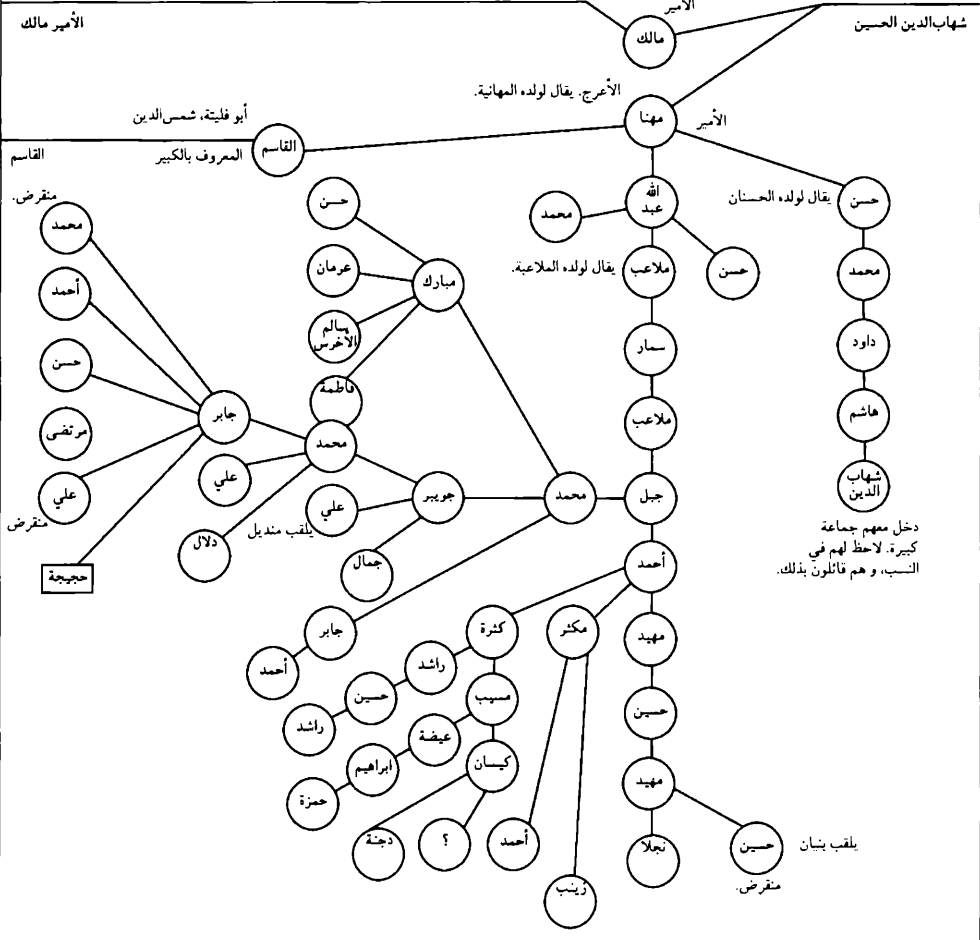 الأمير
شهاب‌الدين الحسين
مالك
الأمير مالك
الأعرج. يقال لولده المهانية.
مهنا
الأمير
أبو فليتة، شمس‌الدين
القاسم
المعروف بالكبير
القاسم
حسن
يقال لولده الحسنان
الله
عبد
محمد
حسن
محمد
ملاعب
يقال لولده الملاعبة.
داود
سمار
هاشم
ملاعب
شهاب
الدين
دخل معهم جماعة
كبيرة. لاحظ لهم في
النسب، و هم قائلون بذلك.
جبل
محمد
مبارك
حسن
عرمان
سالم
الأخرس
فاطمة
جويبر
محمد
علي
يلقب منديل
جمال
جابر
علي
دلال
منقرض.
محمد
أحمد
حسن
مرتضى
علي
منقرض
حجيجة
جابر
أحمد
أحمد
مهيد
مكثر
كثرة
راشد
حسين
راشد
مسيب
عيضة
ابراهيم
حمزة
كيسان
دجنة
؟
أحمد
زينب
حسين
مهيد
نجلا
حسين
يلقب بنبان
منقرض.